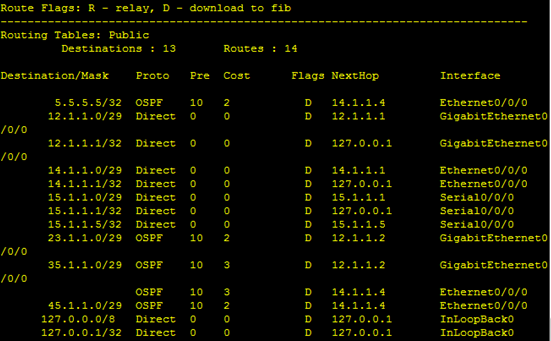 Route Flags: R - relay, D - download to fib
------------------------------------------------------------------------------
Routing Tables: Public
         Destinations : 13       Routes : 14

Destination/Mask    Proto   Pre  Cost      Flags NextHop         Interface

        5.5.5.5/32  OSPF    10   2           D   14.1.1.4        Ethernet0/0/0
       12.1.1.0/29  Direct  0    0           D   12.1.1.1        GigabitEthernet0
/0/0
       12.1.1.1/32  Direct  0    0           D   127.0.0.1       GigabitEthernet0
/0/0
       14.1.1.0/29  Direct  0    0           D   14.1.1.1        Ethernet0/0/0
       14.1.1.1/32  Direct  0    0           D   127.0.0.1       Ethernet0/0/0
       15.1.1.0/29  Direct  0    0           D   15.1.1.1        Serial0/0/0
       15.1.1.1/32  Direct  0    0           D   127.0.0.1       Serial0/0/0
       15.1.1.5/32  Direct  0    0           D   15.1.1.5        Serial0/0/0
       23.1.1.0/29  OSPF    10   2           D   12.1.1.2        GigabitEthernet0
/0/0
       35.1.1.0/29  OSPF    10   3           D   12.1.1.2        GigabitEthernet0
/0/0
                    OSPF    10   3           D   14.1.1.4        Ethernet0/0/0
       45.1.1.0/29  OSPF    10   2           D   14.1.1.4        Ethernet0/0/0
      127.0.0.0/8   Direct  0    0           D   127.0.0.1       InLoopBack0
      127.0.0.1/32  Direct  0    0           D   127.0.0.1       InLoopBack0